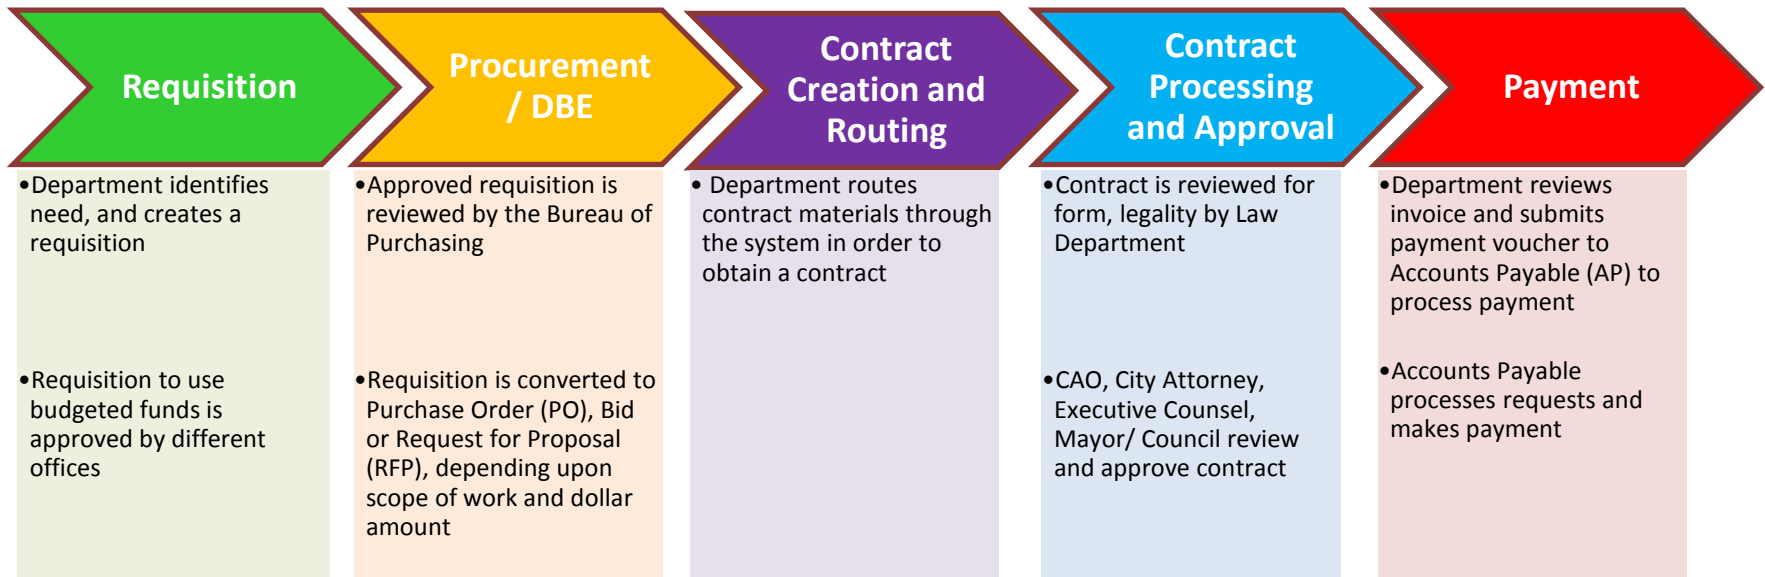 Requisition
•Department identifies
need, and creates a
requisition
•Requisition to use
budgeted funds is
approved by different
offices
Procurement
/ DBE
•Approved requisition is
reviewed by the Bureau of
Purchasing
•Requisition is converted to
Purchase Order (PO), Bid
or Request for Proposal
(RFP), depending upon
scope of work and dollar
amount
Contract
Creation and
Routing
• Department routes
contract materials through
the system in order to
obtain a contract
Contract
Processing
and Approval
•Contract is reviewed for
form, legality by Law
Department
•CAO, City Attorney,
Executive Counsel,
Mayor/ Council review
and approve contract
Payment
•Department reviews
invoice and submits
payment voucher to
Accounts Payable (AP) to
process payment
•Accounts Payable
processes requests and
makes payment